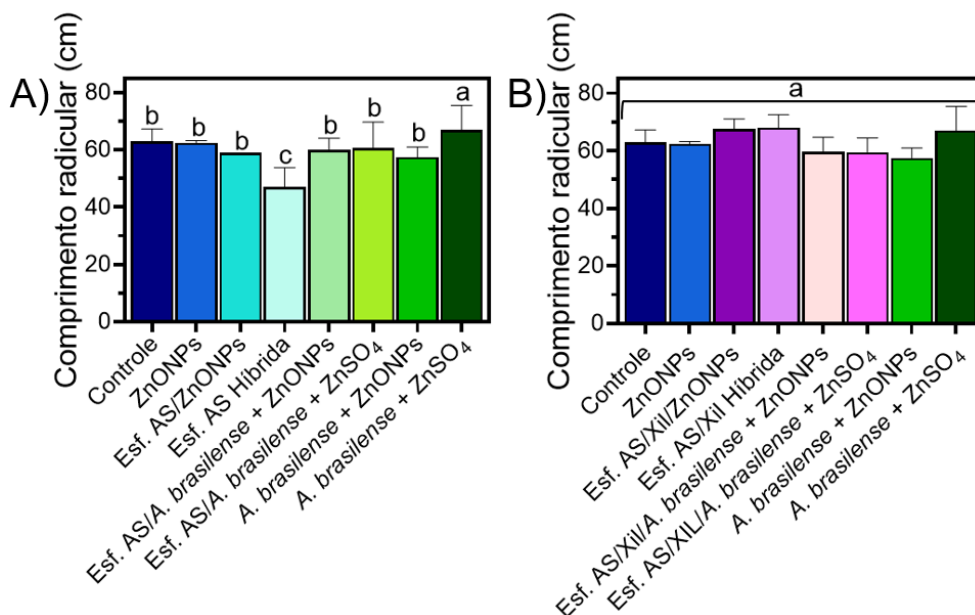 A)
Comprimento radicular (cm)
80
60
40
20
0
b
b
b
c
b
b
b
a
Controle
ZnONPs
Esf. AS/ZnONPs
Esf. AS Híbrida
Esf. AS/A. brasilense + ZnONPs
Esf. AS/A. brasilense + ZnSO₄
A. brasilense + ZnONPs
A. brasilense + ZnSO₄
B)
Comprimento radicular (cm)
80
60
40
20
0
a
Controle
ZnONPs
Esf. AS/Xil/ZnONPs
Esf. AS/Xil Híbrida
Esf. AS/Xil/A. brasilense + ZnONPs
Esf. AS/XIL/A. brasilense + ZnSO₄
A. brasilense + ZnONPs
A. brasilense + ZnSO₄